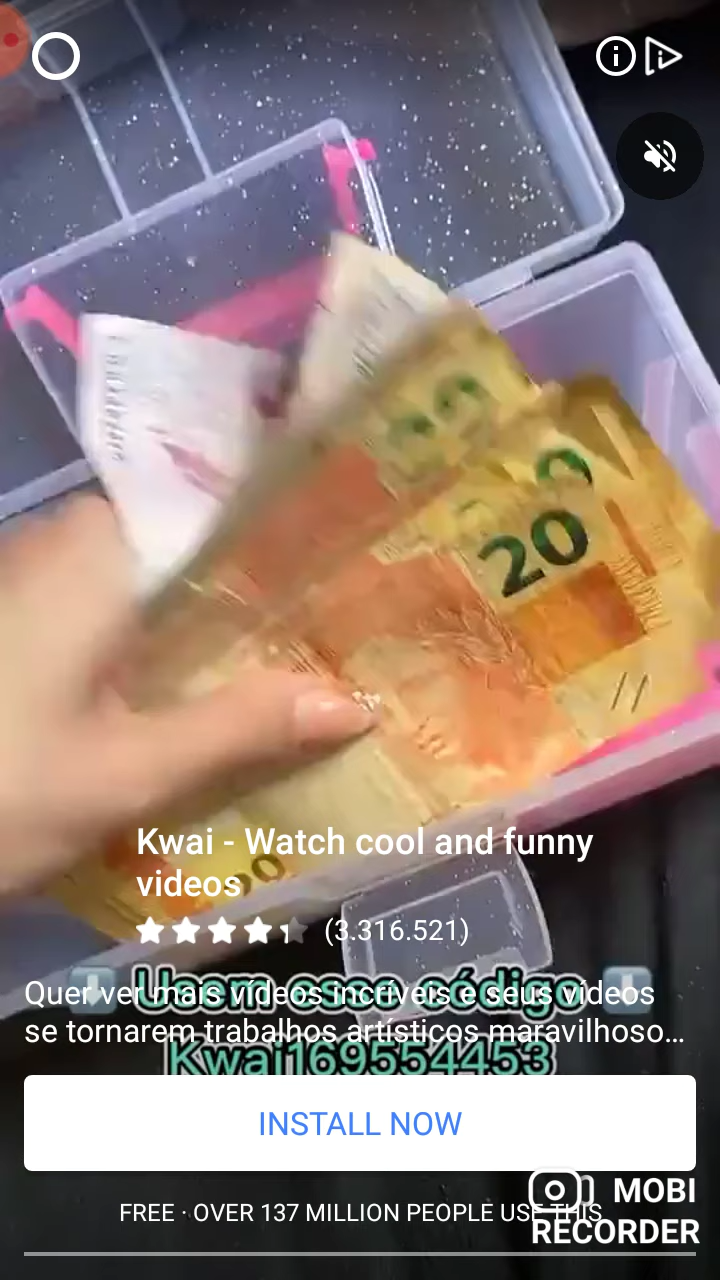 20
Kwai - Watch cool and funny
videos
20
(3.316.521)
Usem esse código
Quer ver mais vídeos incríveis e seus vídeos
se tornarem trabalhos artísticos maravilhoso...
Kwai169554453
INSTALL NOW
FREE · OVER 137 MILLION PEOPLE USE THIS
MOBI
RECORDER